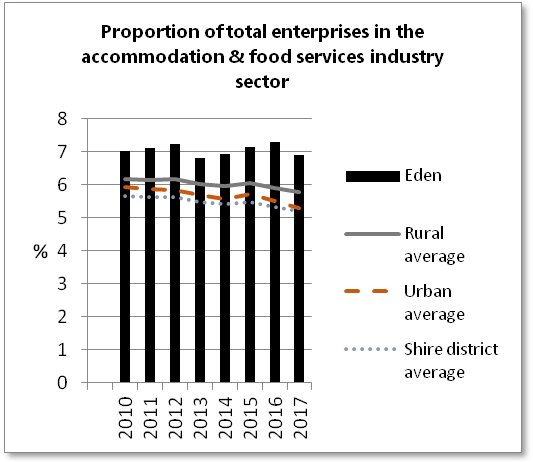 Proportion of total enterprises in the
accommodation & food services industry
sector
8
7
6
5
4
3
2
1
0
%
2010
2011
2012
2013
2014
2015
2016
2017
Eden
Rural
average
Urban
average
Shire district
average